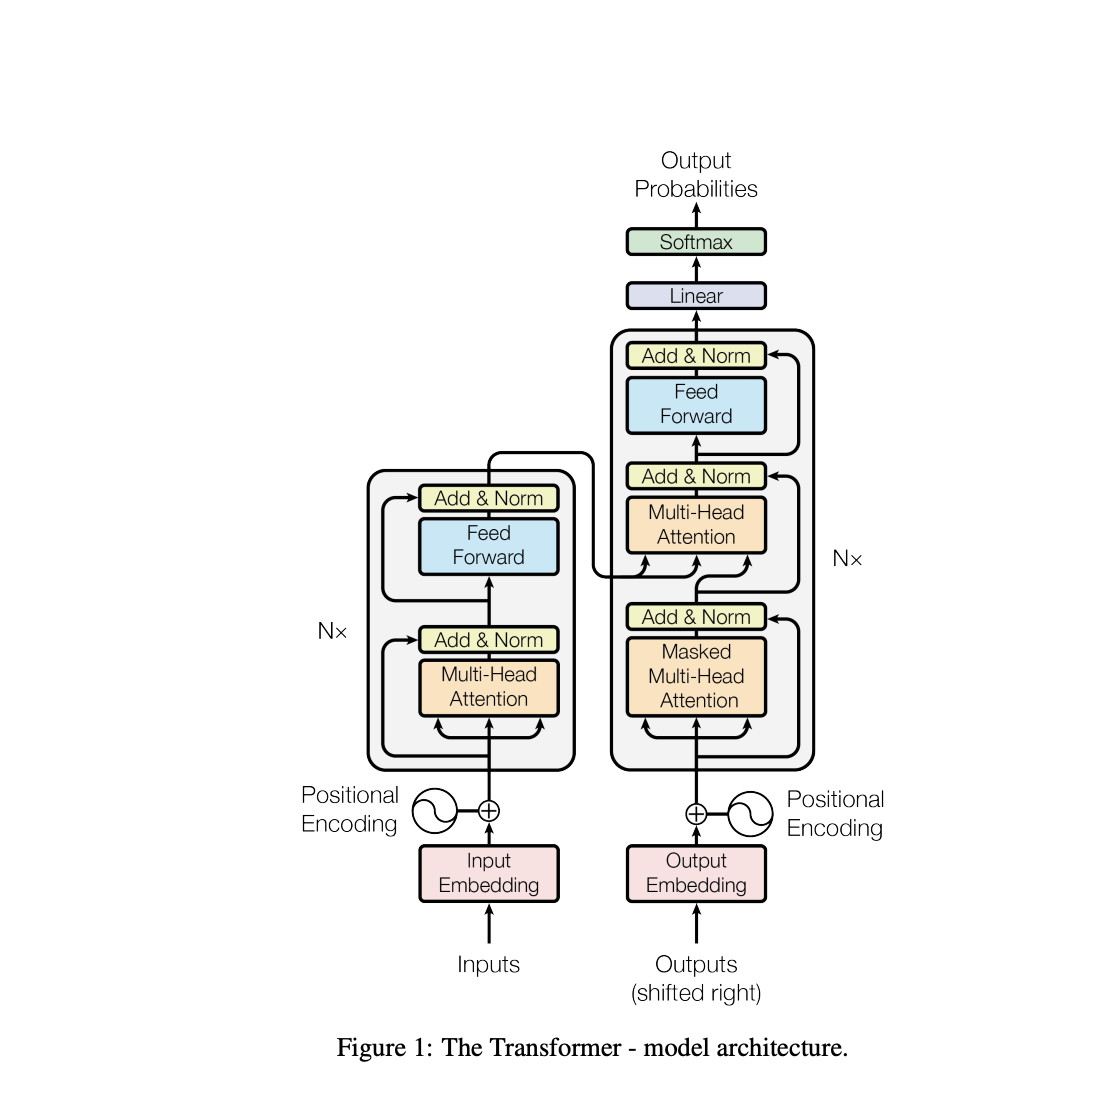 Output
Probabilities
Softmax
Linear
Add & Norm
Feed
Forward
Add & Norm
Multi-Head
Attention
Add & Norm
Masked
Multi-Head
Attention
Nx
Add & Norm
Feed
Forward
Add & Norm
Multi-Head
Attention
N×
Positional
Encoding
Positional
Encoding
Input
Embedding
Output
Embedding
Inputs
Outputs
(shifted right)
Figure 1: The Transformer - model architecture.